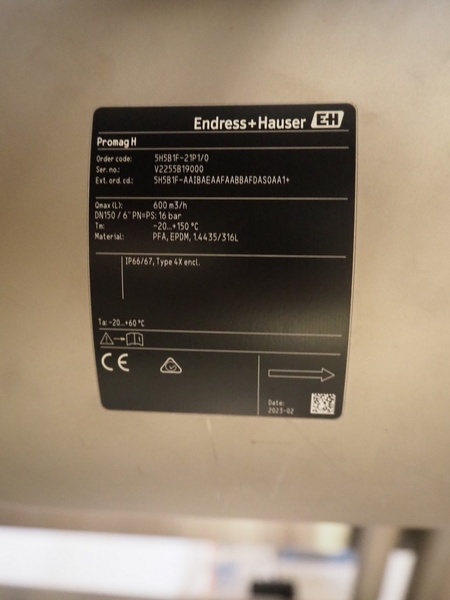 Endress+Hauser EH
Promag H
Order code: 5H5B1F-21P1/0
Ser. no.: V2255B19000
Ext. ord. cd.: 5H5B1F-AAIBAEAAFAABBAFDASOAA1+
Qmax (L): 600 m3/h
DN150 / 6" PN=PS: 16 bar
Tm: -20...+150 °C
Material: PFA, EPDM, 1.4435/316L
IP66/67, Type 4X encl.
Ta: -20...+60 °C
CE
Date:
2023-02